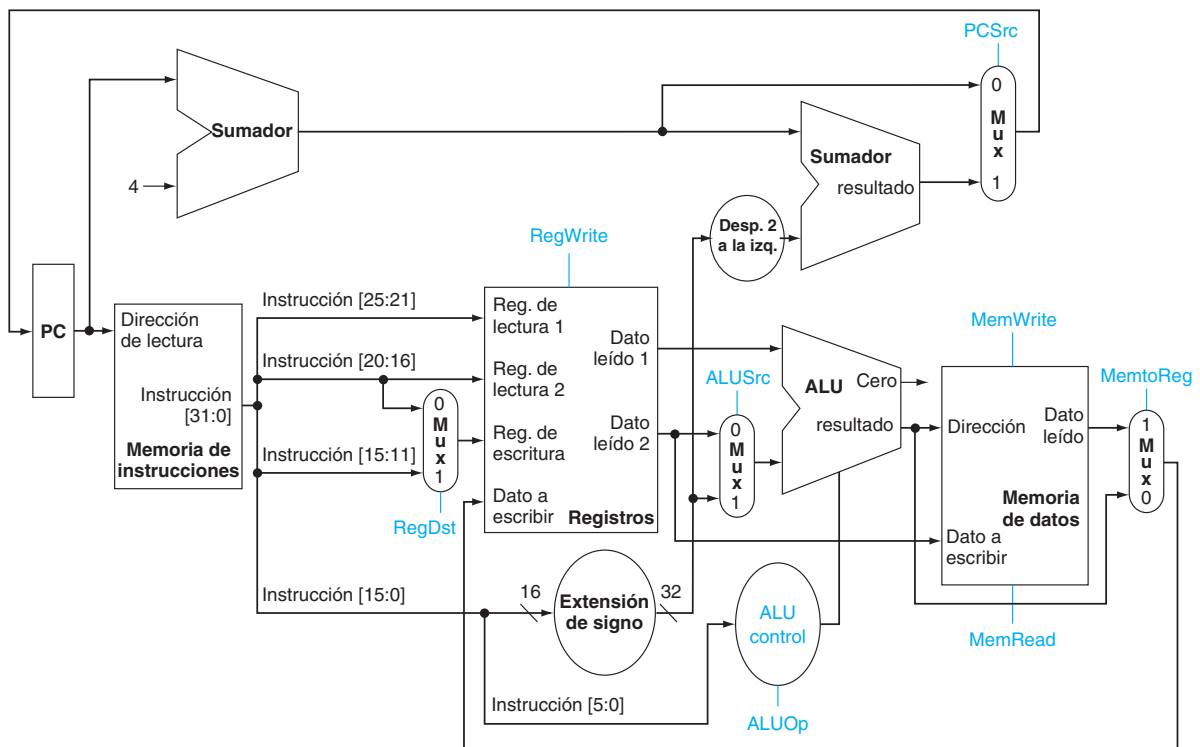 PCSrc
0
M
u
x
1
Sumador
4
Sumador
resultado
Desp. 2
a la izq.
RegWrite
PC
Dirección
de lectura
Instrucción
[31:0]
Memoria de
instrucciones
Instrucción [25:21]
Instrucción [20:16]
Instrucción [15:11]
Instrucción [15:0]
Instrucción [5:0]
0
M
u
x
1
RegDst
Reg. de
lectura 1
Reg. de
lectura 2
Reg. de
escritura
Dato a
escribir
Dato
leído 1
Dato
leído 2
Registros
16
Extensión
de signo
32
ALUSrc
0
M
u
x
1
ALU
Cero
resultado
ALU
control
ALUOp
MemWrite
Dirección
Dato
leído
Memoria
de datos
Dato a
escribir
MemRead
MemtoReg
1
M
u
x
0